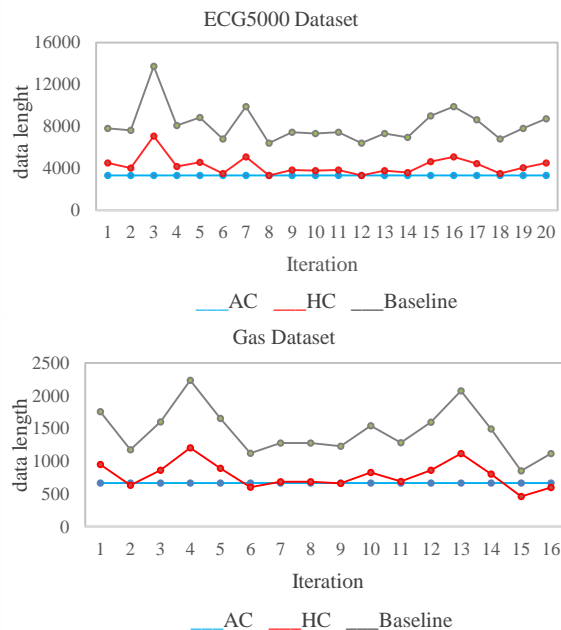 ECG5000 Dataset
16000
12000
8000
4000
0
data lenght
1 2 3 4 5 6 7 8 9 10 11 12 13 14 15 16 17 18 19 20
Iteration
AC HC Baseline
Gas Dataset
2500
2000
1500
1000
500
0
data length
1 2 3 4 5 6 7 8 9 10 11 12 13 14 15 16
Iteration
AC HC Baseline